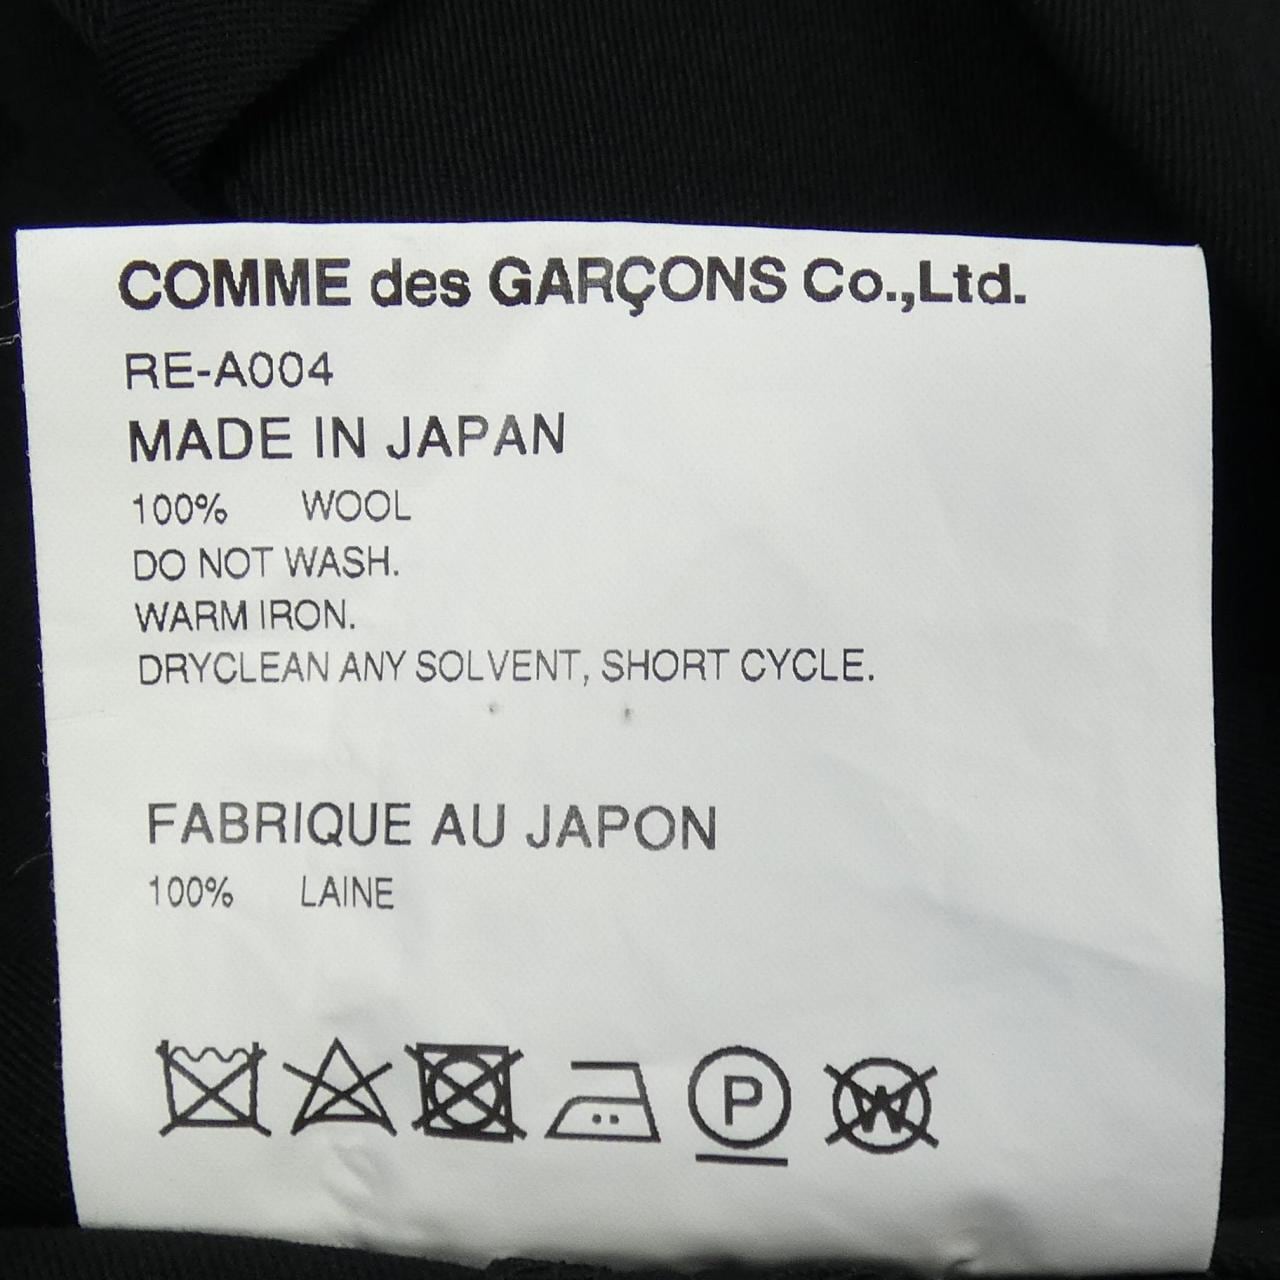 COMME des GARÇONS Co.,Ltd.
RE-A004
MADE IN JAPAN
100% WOOL
DO NOT WASH.
WARM IRON.
DRYCLEAN ANY SOLVENT, SHORT CYCLE.
FABRIQUE AU JAPON
100% LAINE
P W